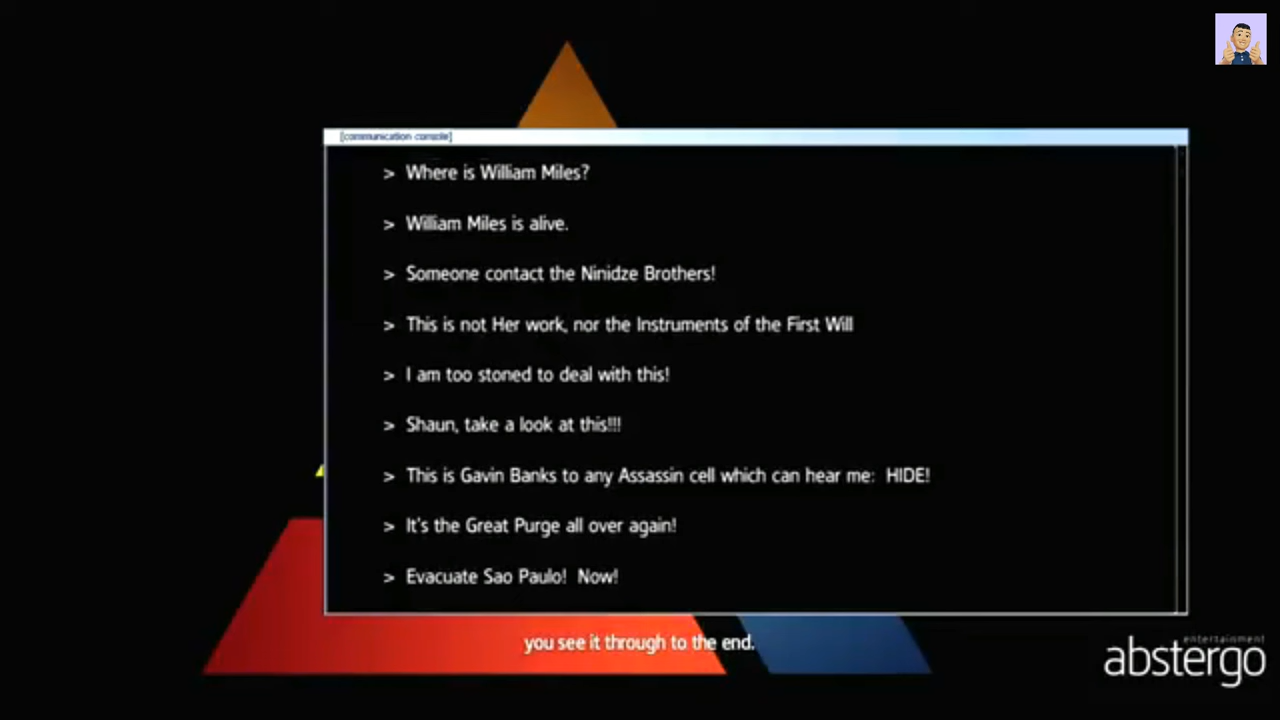 [communication console]
> Where is William Miles?
> William Miles is alive.
> Someone contact the Ninidze Brothers!
> This is not Her work, nor the Instruments of the First Will
> I am too stoned to deal with this!
> Shaun, take a look at this!!!
> This is Gavin Banks to any Assassin cell which can hear me:  HIDE!
> It's the Great Purge all over again!
> Evacuate Sao Paulo!  Now!
you see it through to the end.
entertainment
abstergo